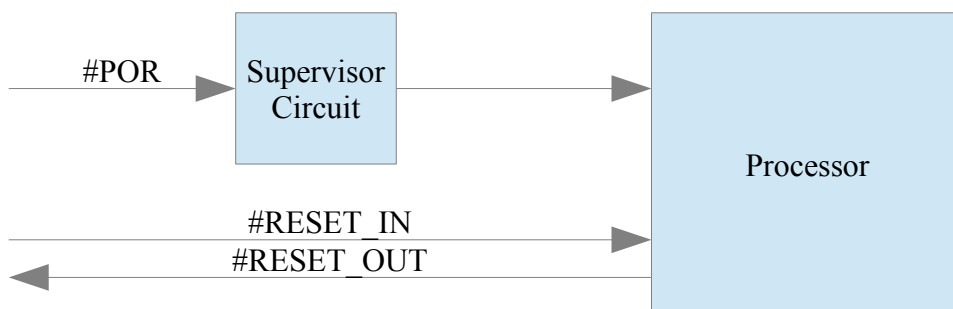 #POR
Supervisor
Circuit
Processor
#RESET_IN
#RESET_OUT